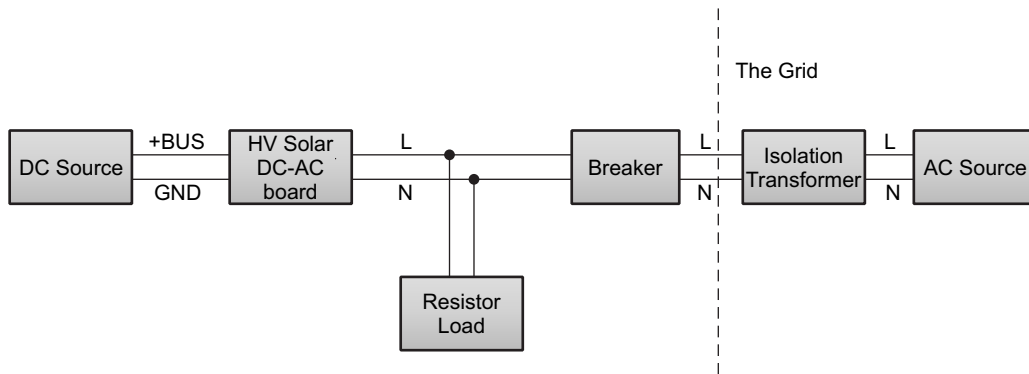 The Grid
DC Source
+BUS
GND
HV Solar
DC-AC
board
L
N
Breaker
L
N
Isolation
Transformer
L
N
AC Source
Resistor
Load